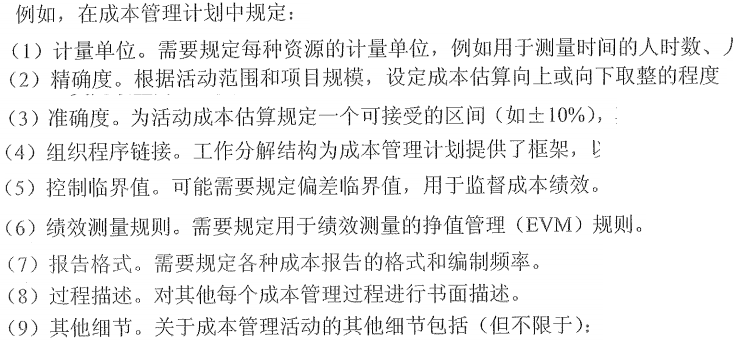 例如，在成本管理计划中规定：
（1）计量单位。需要规定每种资源的计量单位，例如用于测量时间的人时数、
（2）精确度。根据活动范围和项目规模，设定成本估算向上或向下取整的程度
（3）准确度。为活动成本估算规定一个可接受的区间（如±10%），
（4）组织程序链接。工作分解结构为成本管理计划提供了框架，
（5）控制临界值。可能需要规定偏差临界值，用于监督成本绩效。
（6）绩效测量规则。需要规定用于绩效测量的挣值管理（EVM）规则。
（7）报告格式。需要规定各种成本报告的格式和编制频率。
（8）过程描述。对其他每个成本管理过程进行书面描述。
（9）其他细节。关于成本管理活动的其他细节包括（但不限于）：